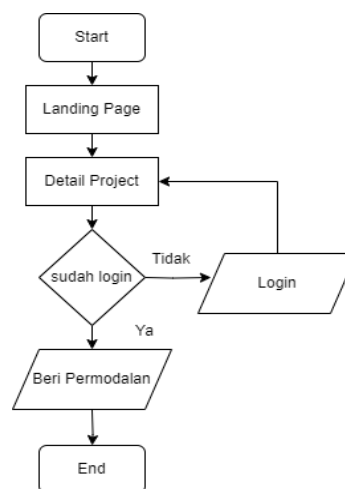 Start
Landing Page
Detail Project
sudah login
Tidak
Login
Ya
Beri Permodalan
End